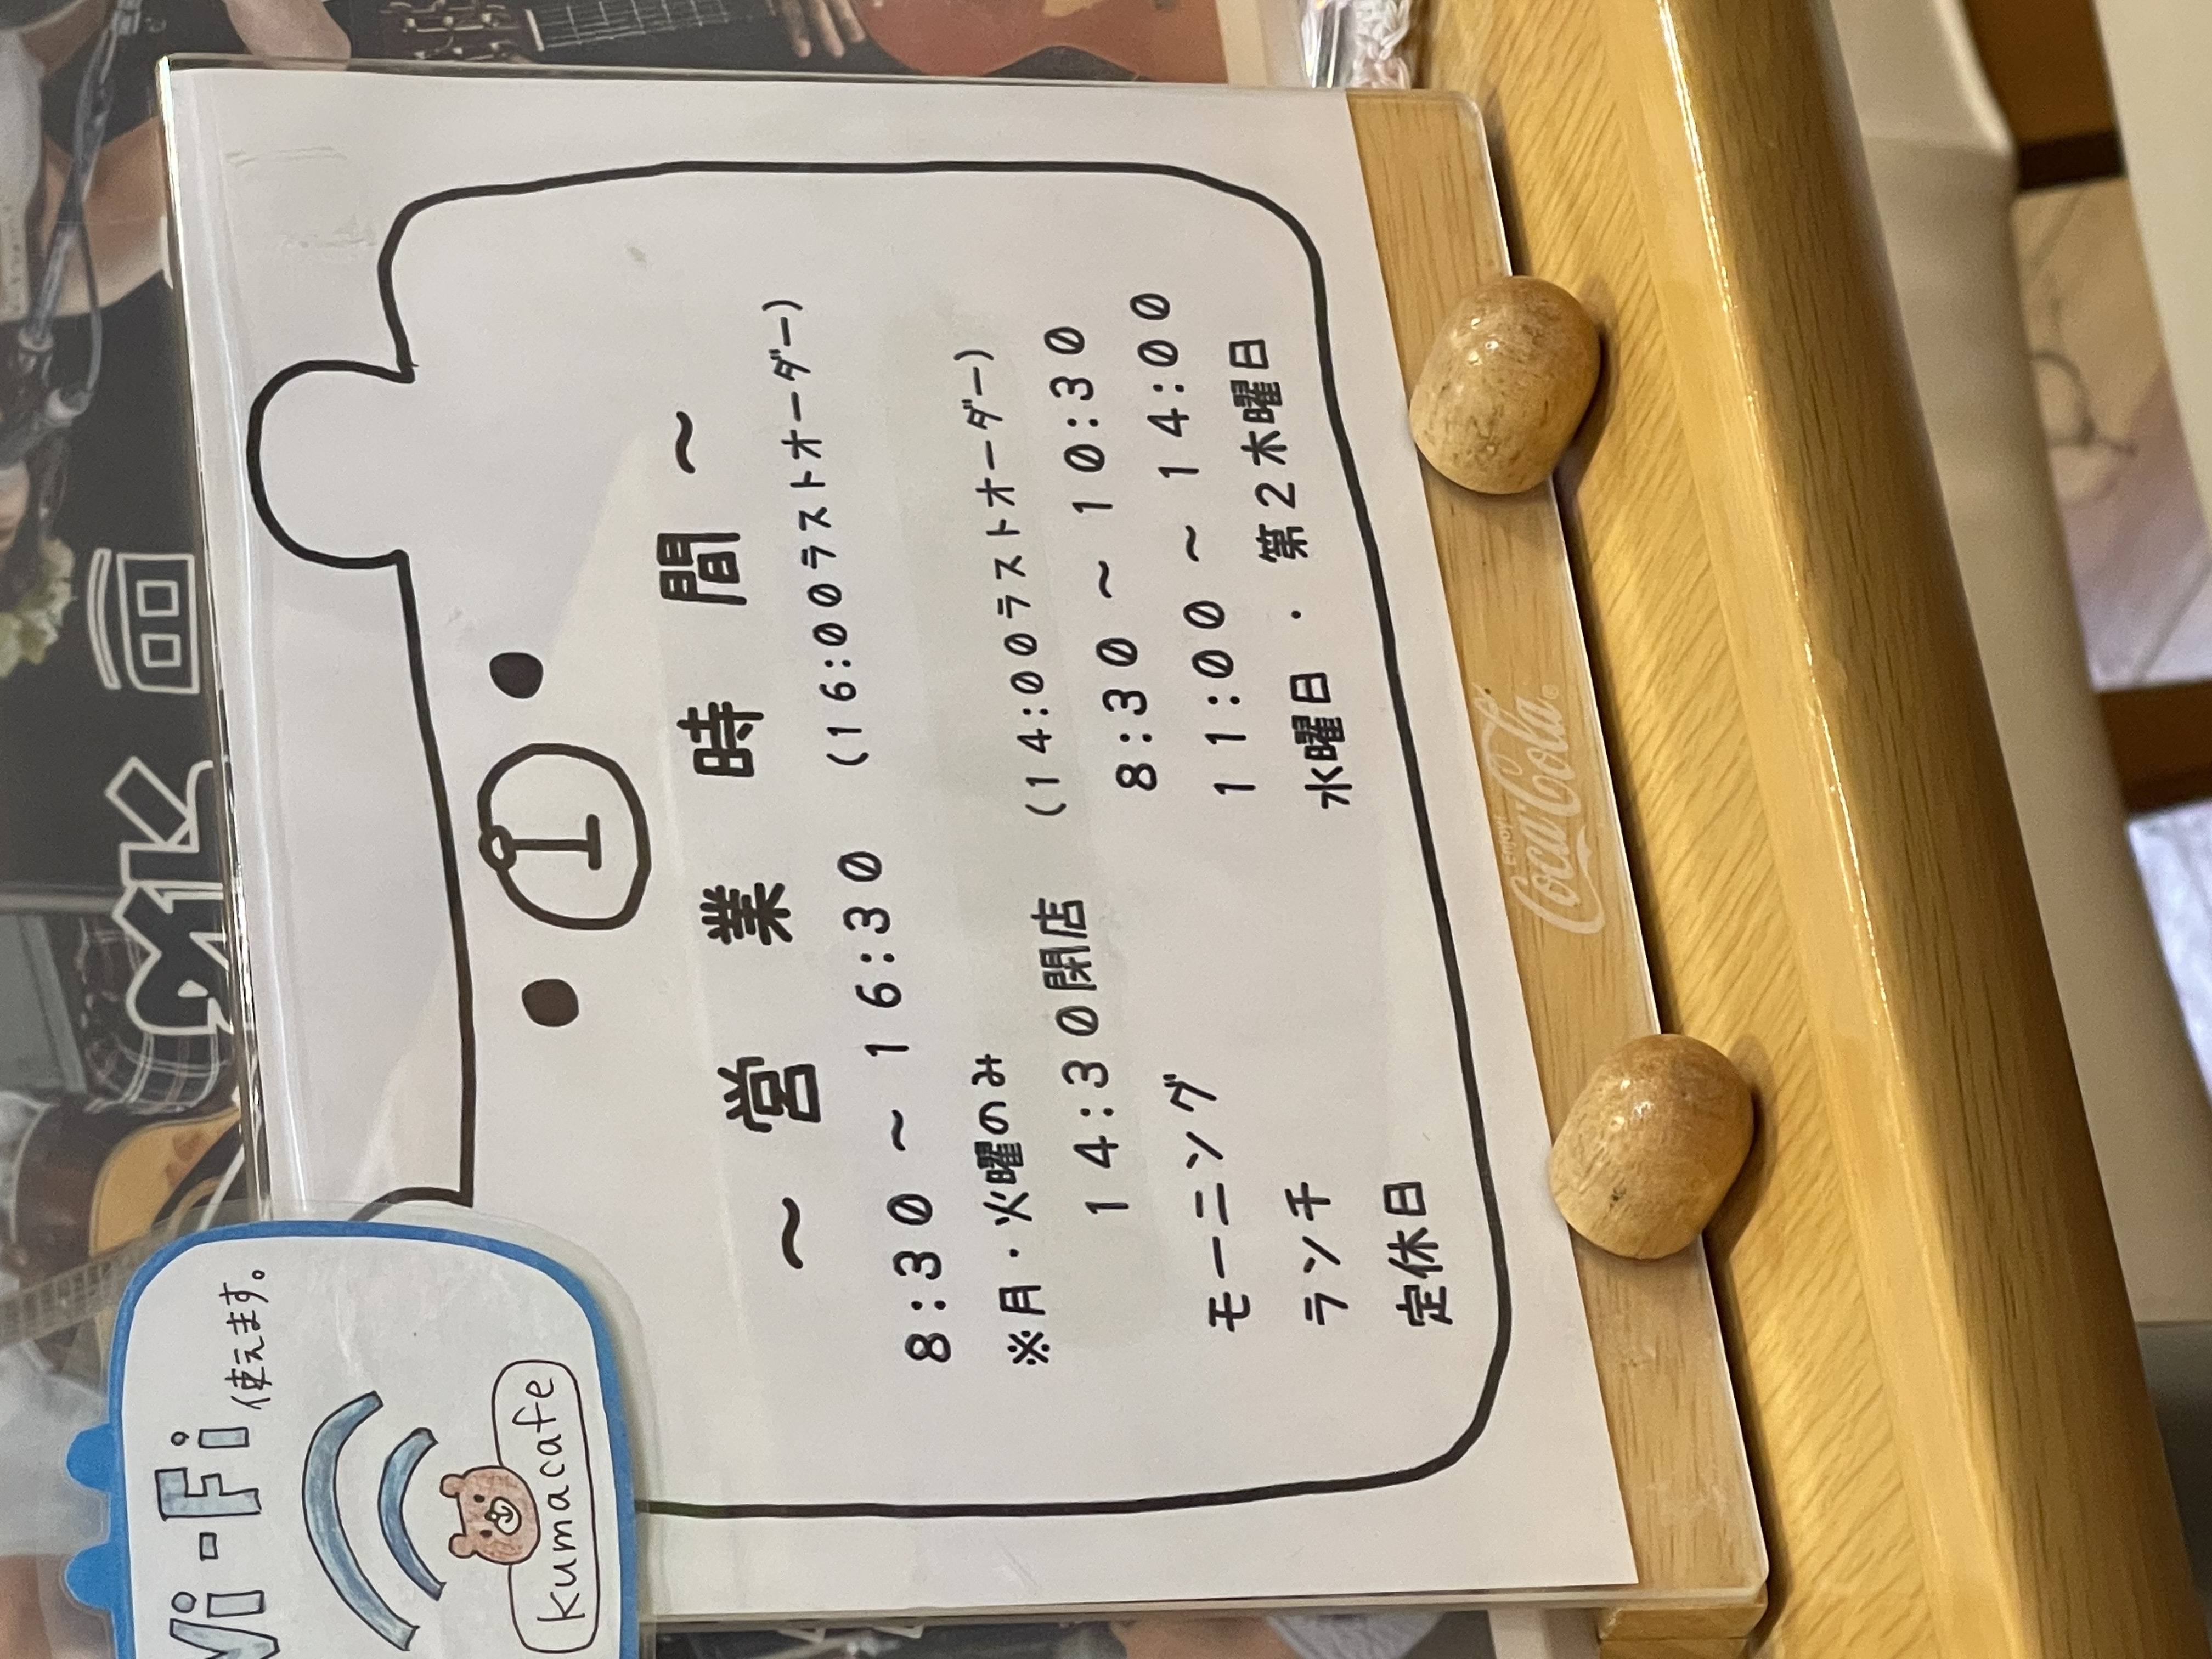 Wi-Fi 使えます。
kumacafe
～営業時間～
8:30～16:30 (16:00ラストオーダー)
※月・火曜のみ
14:30閉店 (14:00ラストオーダー)
モーニング 8:30～10:30
ランチ 11:00～14:00
定休日 水曜日・第2木曜日
Enjoy!
Coca-Cola®